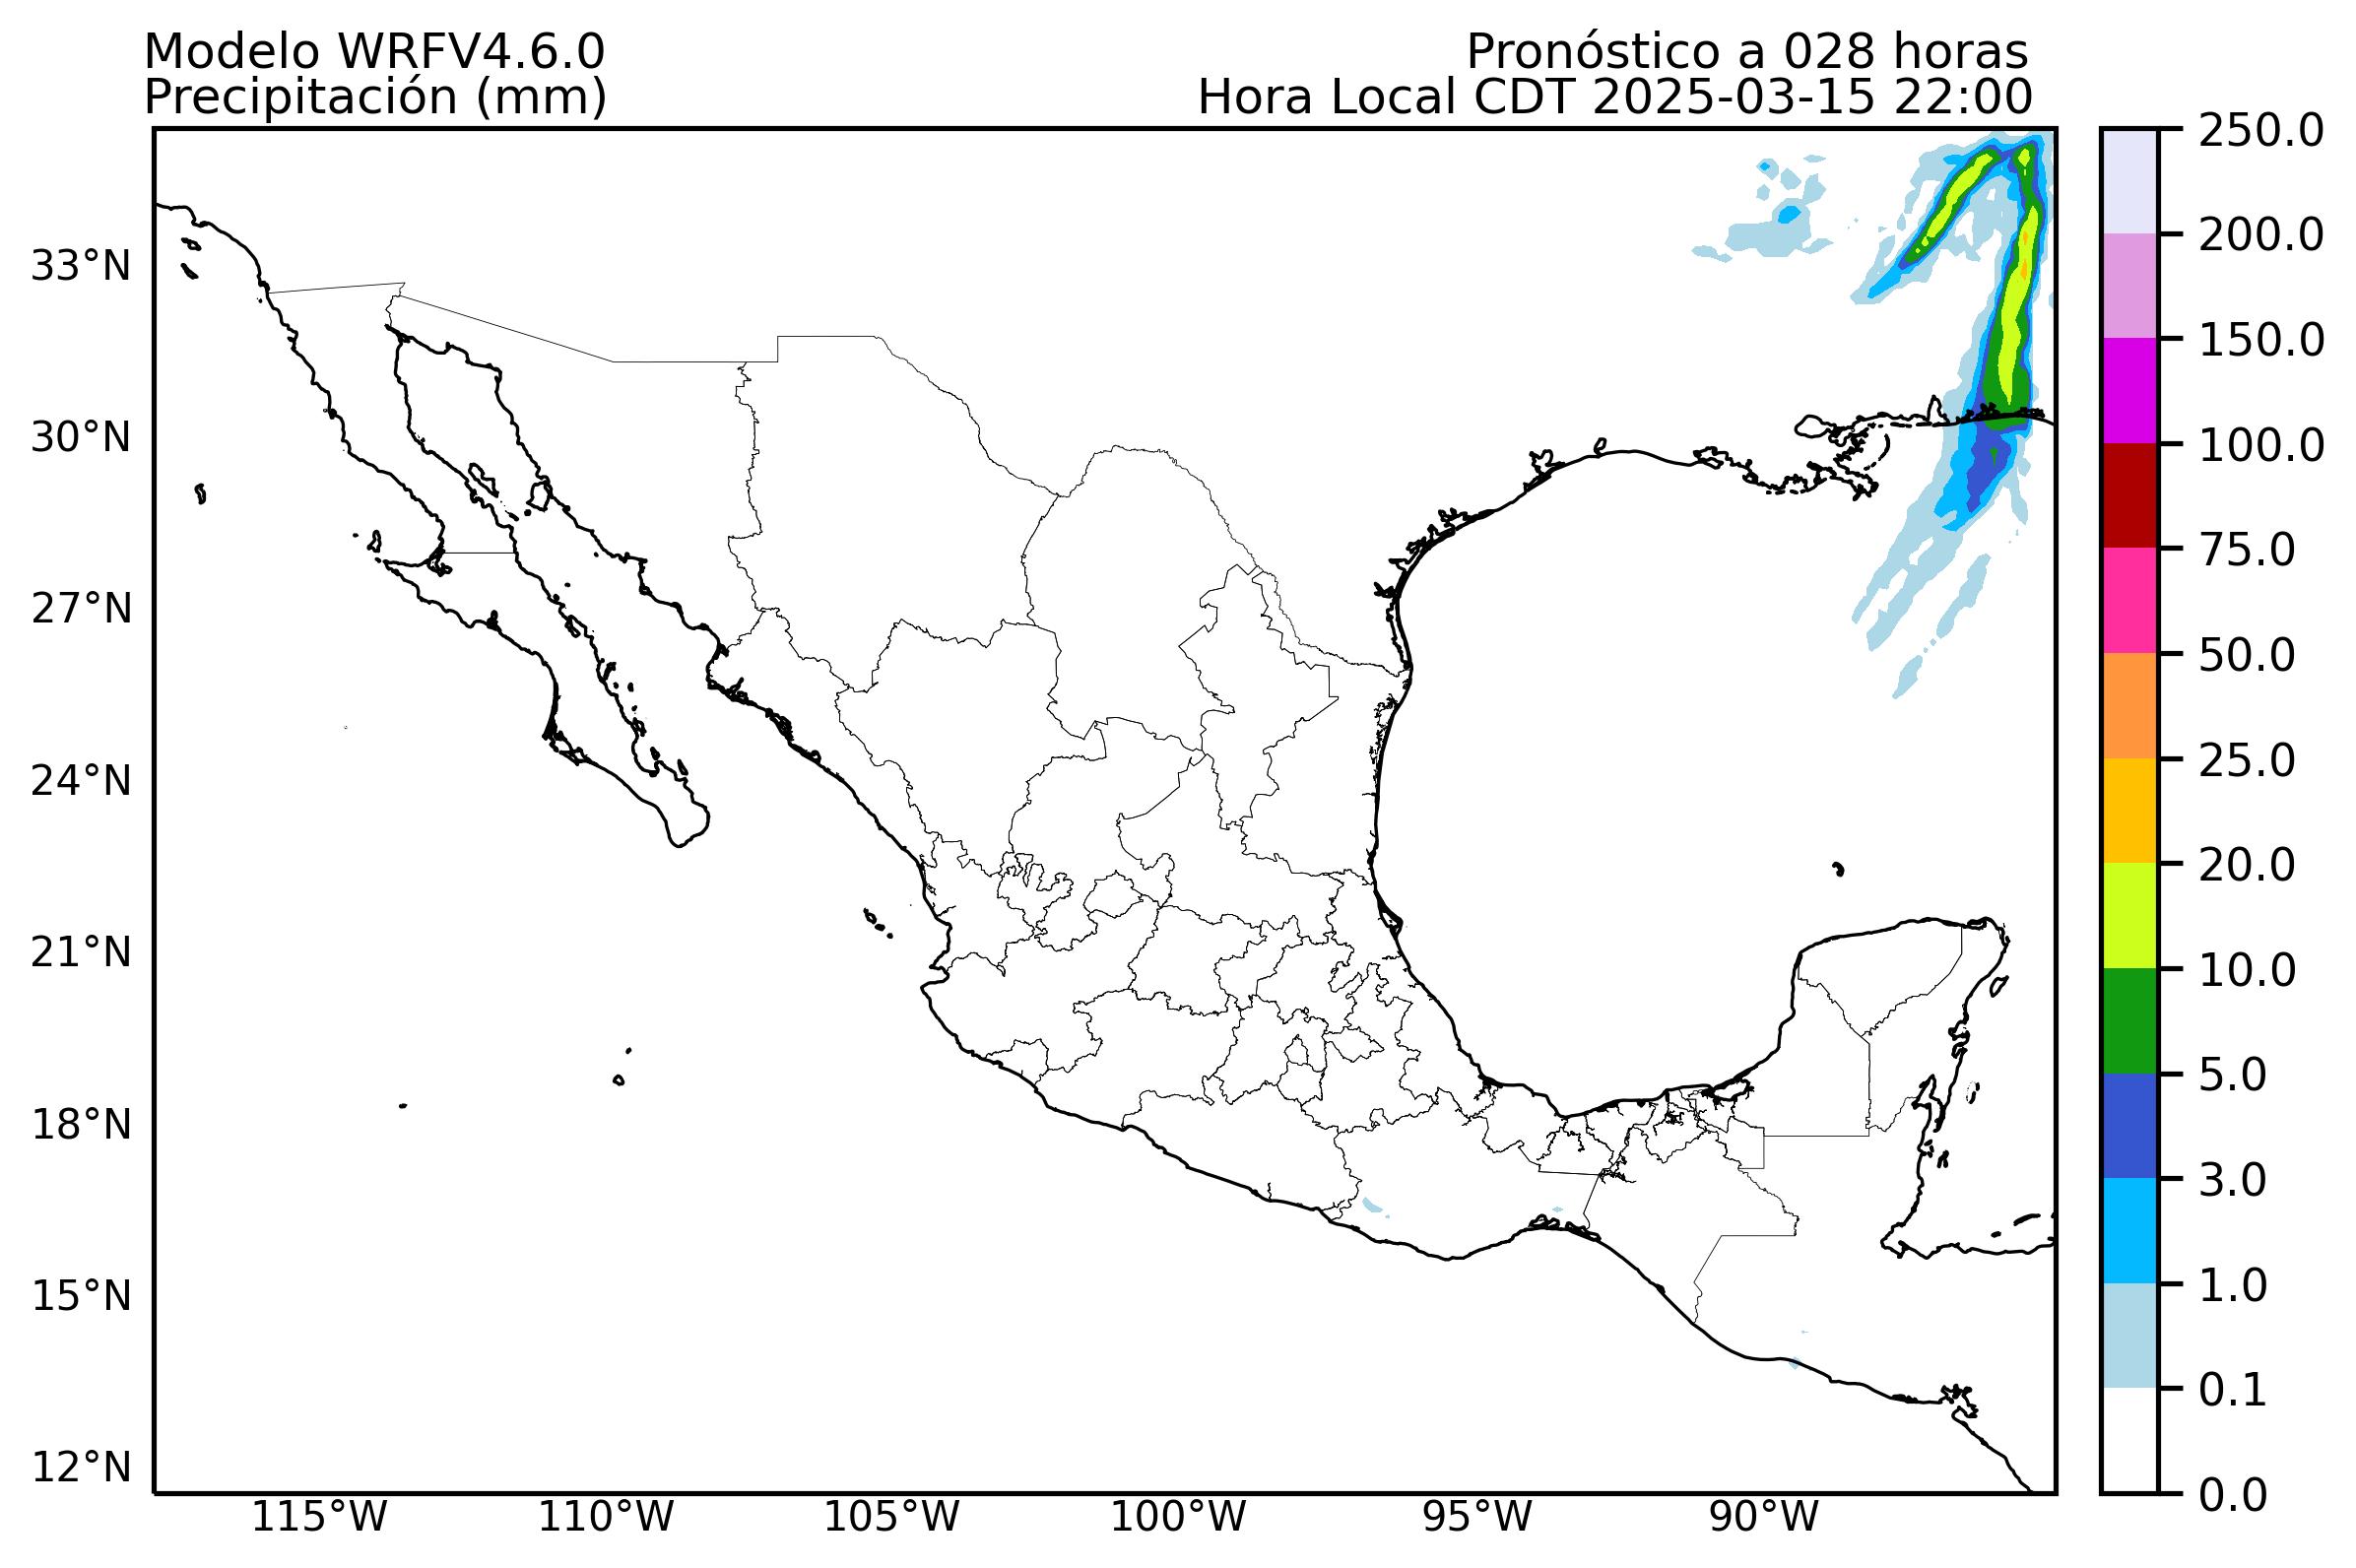 Modelo WRFV4.6.0
Precipitación (mm)
Pronóstico a 028 horas
Hora Local CDT 2025-03-15 22:00
33°N
30°N
27°N
24°N
21°N
18°N
15°N
12°N
115°W
110°W
105°W
100°W
95°W
90°W
250.0
200.0
150.0
100.0
75.0
50.0
25.0
20.0
10.0
5.0
3.0
1.0
0.1
0.0